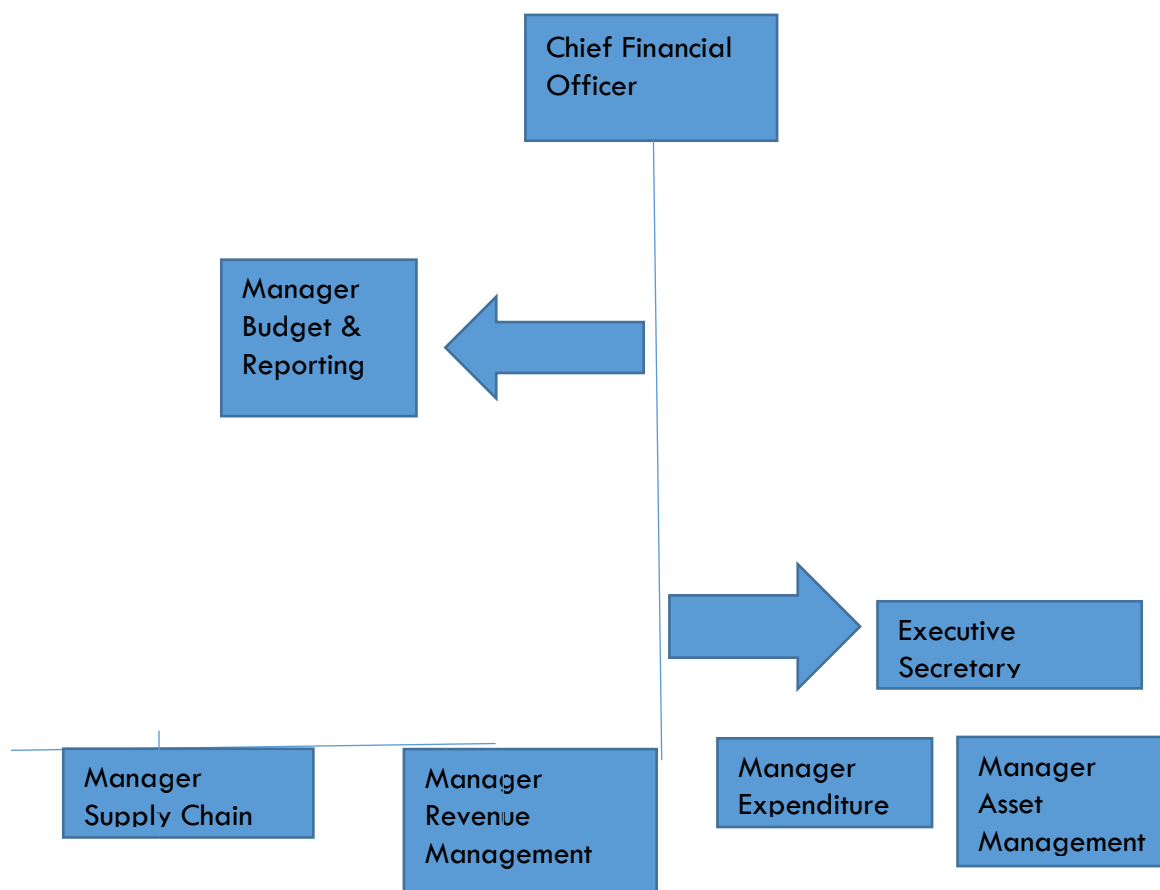 Chief Financial
Officer
Manager
Budget &
Reporting
Executive
Secretary
Manager
Supply Chain
Manager
Revenue
Management
Manager
Expenditure
Manager
Asset
Management